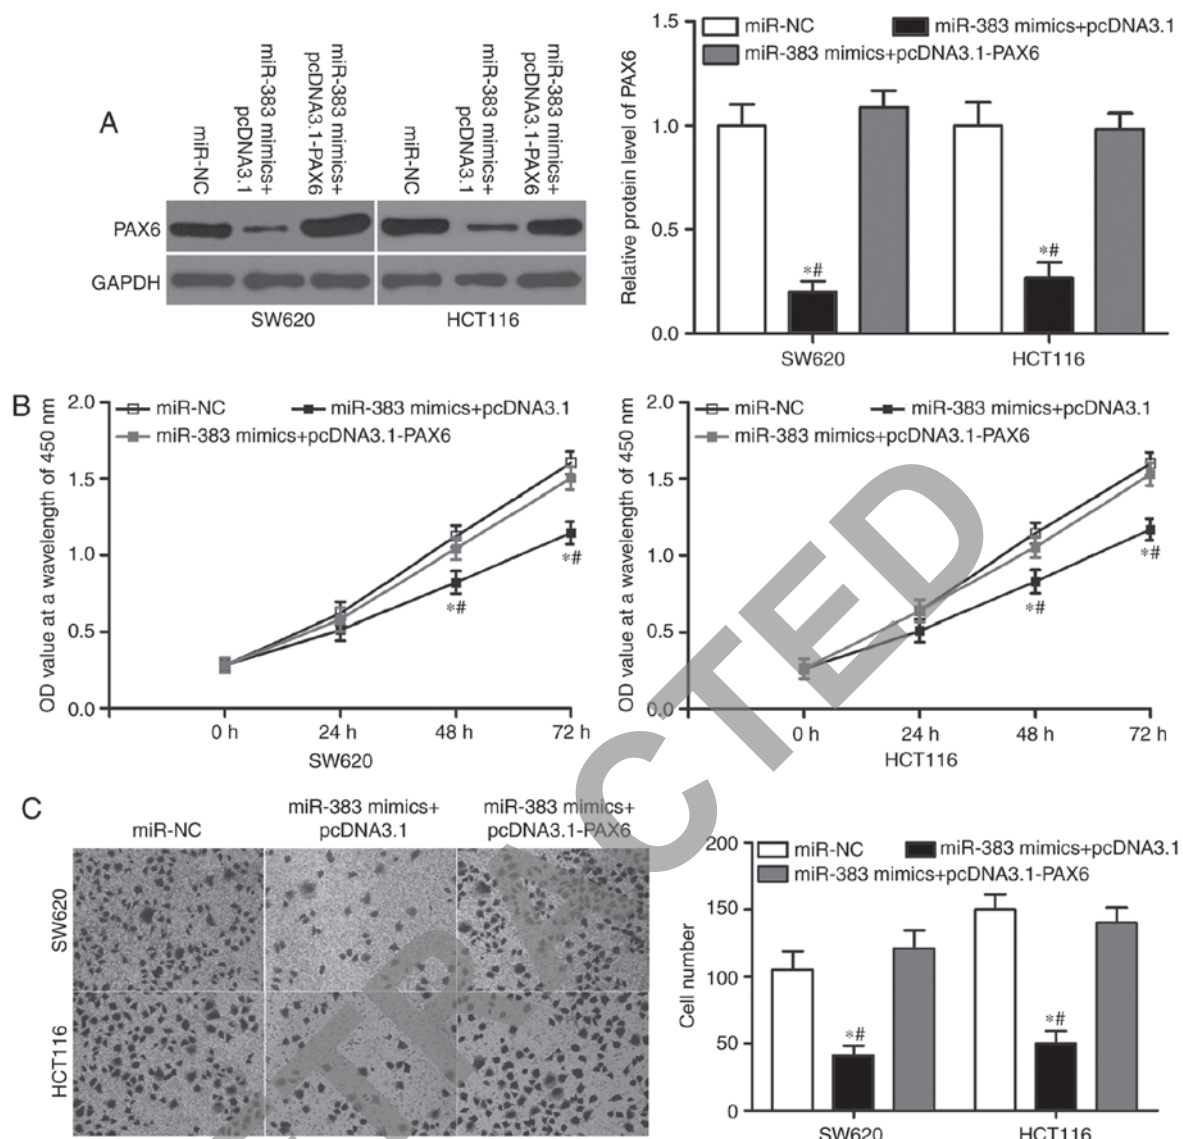 A
miR-NC
miR-383 mimics+
pcDNA3.1
miR-383 mimics+
pcDNA3.1-PAX6
miR-NC
miR-383 mimics+
pcDNA3.1
miR-383 mimics+
pcDNA3.1-PAX6
PAX6
GAPDH
SW620
HCT116
Relative protein level of PAX6
1.5
1.0
0.5
0.0
miR-NC
miR-383 mimics+pcDNA3.1
miR-383 mimics+pcDNA3.1-PAX6
*#
*#
SW620
HCT116
B
OD value at a wavelength of 450 nm
2.0
1.5
1.0
0.5
0.0
miR-NC
miR-383 mimics+pcDNA3.1
miR-383 mimics+pcDNA3.1-PAX6
*#
*#
0 h
24 h
48 h
72 h
SW620
OD value at a wavelength of 450 nm
2.0
1.5
1.0
0.5
0.0
miR-NC
miR-383 mimics+pcDNA3.1
miR-383 mimics+pcDNA3.1-PAX6
*#
*#
0 h
24 h
48 h
72 h
HCT116
C
miR-NC
miR-383 mimics+
pcDNA3.1
miR-383 mimics+
pcDNA3.1-PAX6
SW620
HCT116
Cell number
200
150
100
50
0
miR-NC
miR-383 mimics+pcDNA3.1
miR-383 mimics+pcDNA3.1-PAX6
*#
*#
SW620
HCT116
TRACTED